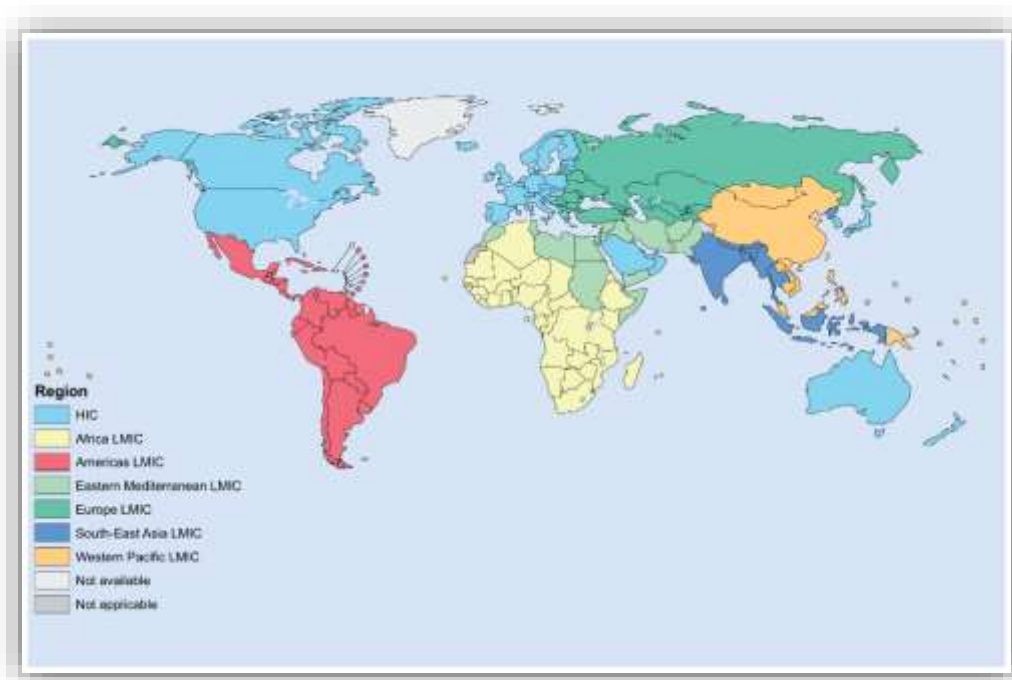 Region
HIC
Africa LMIC
Americas LMIC
Eastern Mediterranean LMIC
Europe LMIC
South-East Asia LMIC
Western Pacific LMIC
Not available
Not applicable